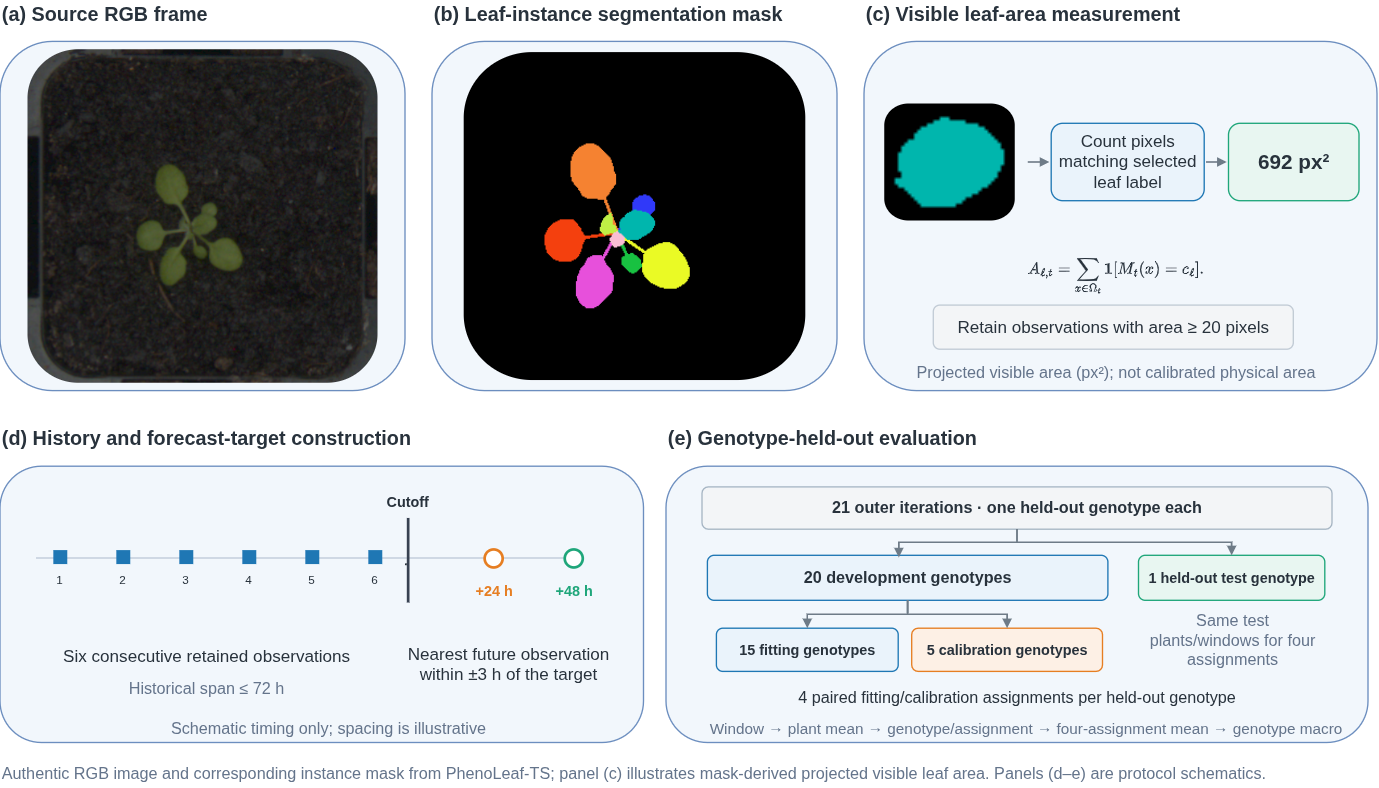 (a) Source RGB frame
(b) Leaf-instance segmentation mask
(c) Visible leaf-area measurement
Count pixels
matching selected
leaf label
692 px²
$A_{\ell,t} = \sum_{x \in \Omega_t} \mathbf{1}[M_t(x) = c_\ell].$
Retain observations with area ≥ 20 pixels
Projected visible area (px²); not calibrated physical area
(d) History and forecast-target construction
Cutoff
1 2 3 4 5 6
+24 h
+48 h
Six consecutive retained observations
Historical span ≤ 72 h
Nearest future observation
within ±3 h of the target
Schematic timing only; spacing is illustrative
(e) Genotype-held-out evaluation
21 outer iterations · one held-out genotype each
20 development genotypes
1 held-out test genotype
Same test
plants/windows for four
assignments
15 fitting genotypes
5 calibration genotypes
4 paired fitting/calibration assignments per held-out genotype
Window → plant mean → genotype/assignment → four-assignment mean → genotype macro
Authentic RGB image and corresponding instance mask from PhenoLeaf-TS; panel (c) illustrates mask-derived projected visible leaf area. Panels (d–e) are protocol schematics.